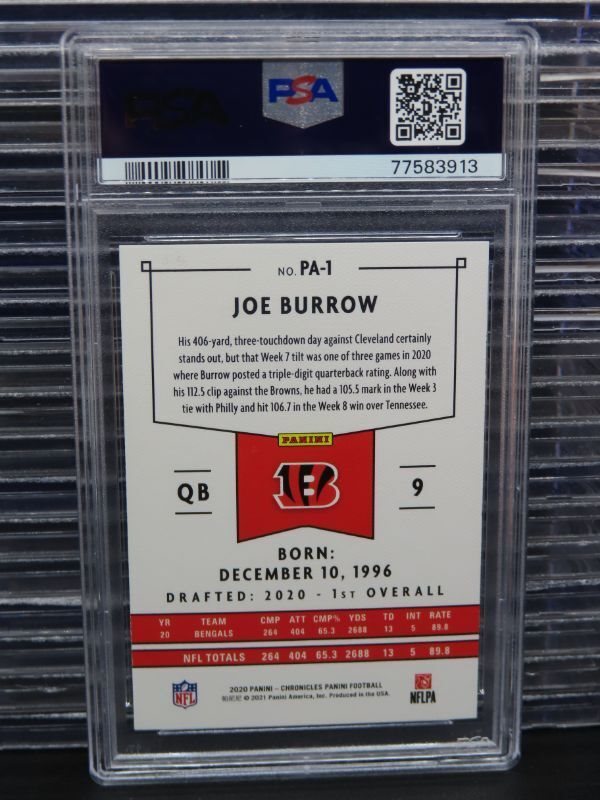 PSA
PSA
77583913
NO. PA-1
JOE BURROW
His 406-yard, three-touchdown day against Cleveland certainly
stands out, but that Week 7 tilt was one of three games in 2020
where Burrow posted a triple-digit quarterback rating. Along with
his 112.5 clip against the Browns, he had a 105.5 mark in the Week 3
tie with Philly and hit 106.7 in the Week 8 win over Tennessee.
PANINI
QB
B
9
BORN:
DECEMBER 10, 1996
DRAFTED: 2020 - 1ST OVERALL
YR TEAM CMP ATT CMP% YDS TD INT RATE
20 BENGALS 264 404 65.3 2688 13 5 89.8
NFL TOTALS 264 404 65.3 2688 13 5 89.8
NFL
2020 PANINI – CHRONICLES PANINI FOOTBALL
帕尼尼 © 2021 Panini America, Inc. Produced in the USA.
NFLPA
PSA